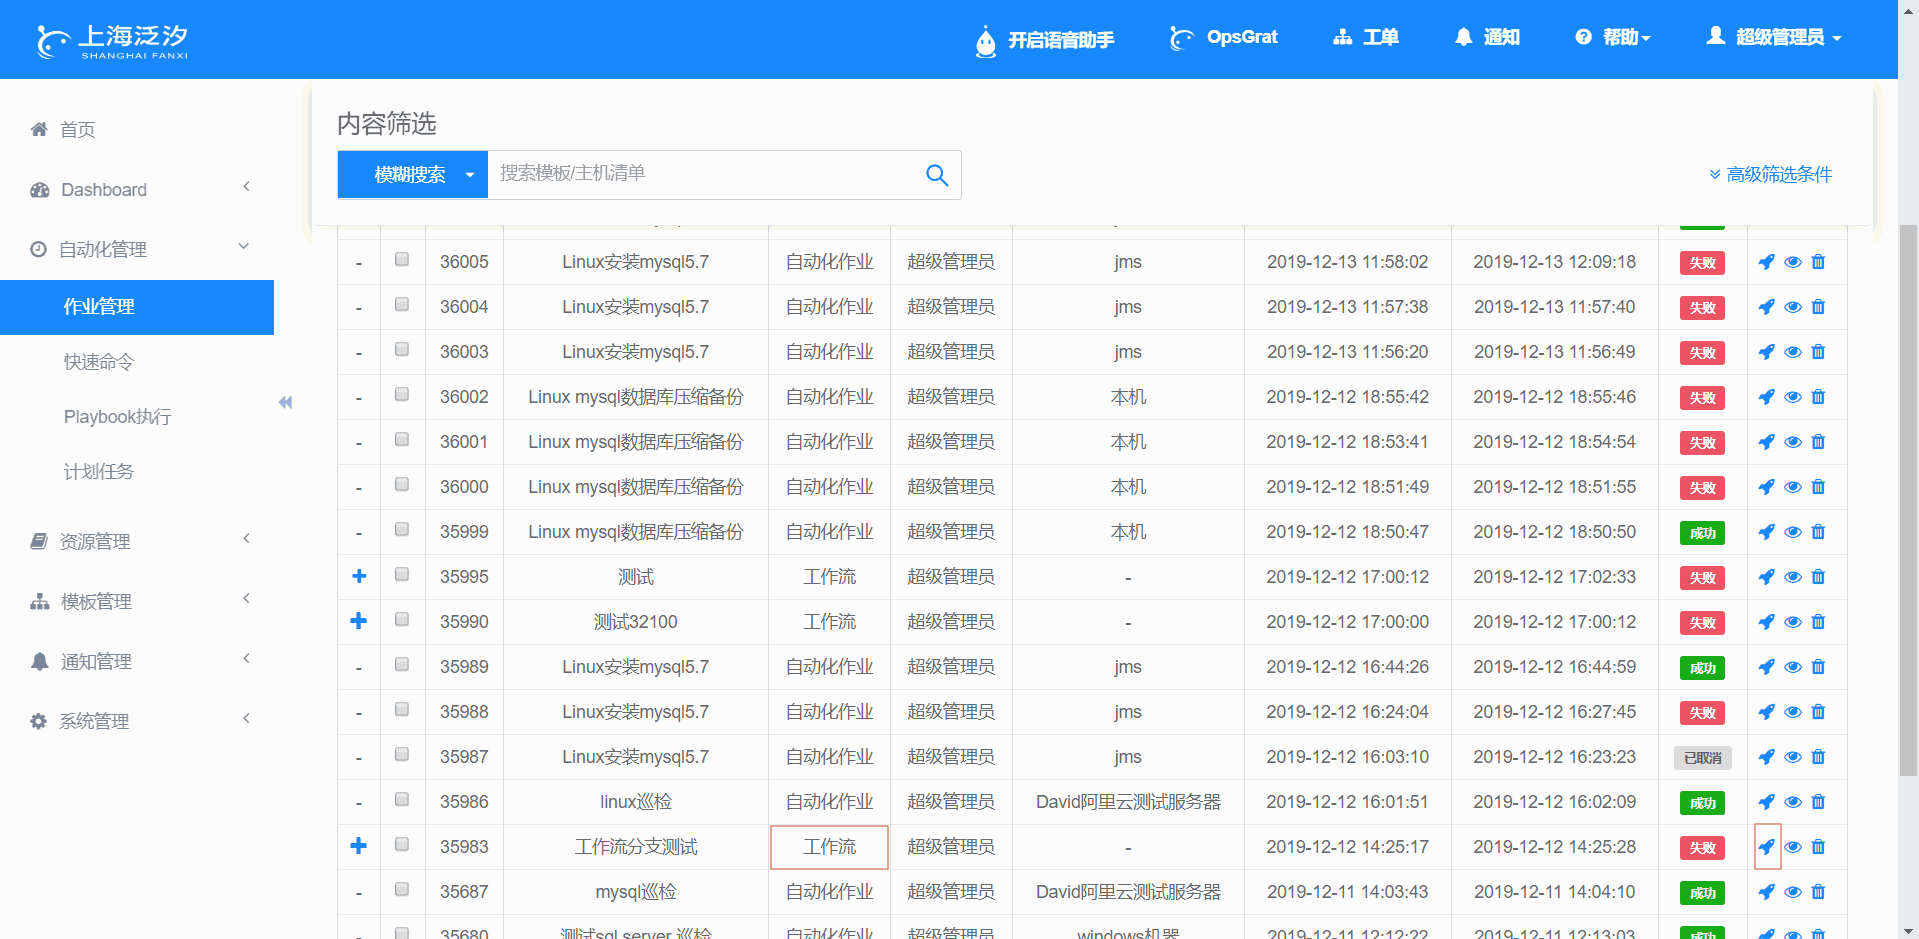 上海泛汐
SHANGHAI FANXI
开启语音助手
OpsGrat
工单
通知
帮助
超级管理员
首页
Dashboard
自动化管理
作业管理
快速命令
Playbook执行
计划任务
资源管理
模板管理
通知管理
系统管理
内容筛选
模糊搜索 搜索模板/主机清单
高级筛选条件
- 36005 Linux安装mysql5.7 自动化作业 超级管理员 jms 2019-12-13 11:58:02 2019-12-13 12:09:18 失败
- 36004 Linux安装mysql5.7 自动化作业 超级管理员 jms 2019-12-13 11:57:38 2019-12-13 11:57:40 失败
- 36003 Linux安装mysql5.7 自动化作业 超级管理员 jms 2019-12-13 11:56:20 2019-12-13 11:56:49 失败
- 36002 Linux mysql数据库压缩备份 自动化作业 超级管理员 本机 2019-12-12 18:55:42 2019-12-12 18:55:46 失败
- 36001 Linux mysql数据库压缩备份 自动化作业 超级管理员 本机 2019-12-12 18:53:41 2019-12-12 18:54:54 失败
- 36000 Linux mysql数据库压缩备份 自动化作业 超级管理员 本机 2019-12-12 18:51:49 2019-12-12 18:51:55 失败
- 35999 Linux mysql数据库压缩备份 自动化作业 超级管理员 本机 2019-12-12 18:50:47 2019-12-12 18:50:50 成功
35995 测试 工作流 超级管理员 - 2019-12-12 17:00:12 2019-12-12 17:02:33 失败
35990 测试32100 工作流 超级管理员 - 2019-12-12 17:00:00 2019-12-12 17:00:12 失败
- 35989 Linux安装mysql5.7 自动化作业 超级管理员 jms 2019-12-12 16:44:26 2019-12-12 16:44:59 成功
- 35988 Linux安装mysql5.7 自动化作业 超级管理员 jms 2019-12-12 16:24:04 2019-12-12 16:27:45 失败
- 35987 Linux安装mysql5.7 自动化作业 超级管理员 jms 2019-12-12 16:03:10 2019-12-12 16:23:23 已取消
- 35986 linux巡检 自动化作业 超级管理员 David阿里云测试服务器 2019-12-12 16:01:51 2019-12-12 16:02:09 成功
35983 工作流分支测试 工作流 超级管理员 - 2019-12-12 14:25:17 2019-12-12 14:25:28 失败
- 35687 mysql巡检 自动化作业 超级管理员 David阿里云测试服务器 2019-12-11 14:03:43 2019-12-11 14:04:10 成功
- 35680 测试sql server 巡检 自动化作业 超级管理员 windows机器 2019-12-11 12:12:22 2019-12-11 12:13:03 成功